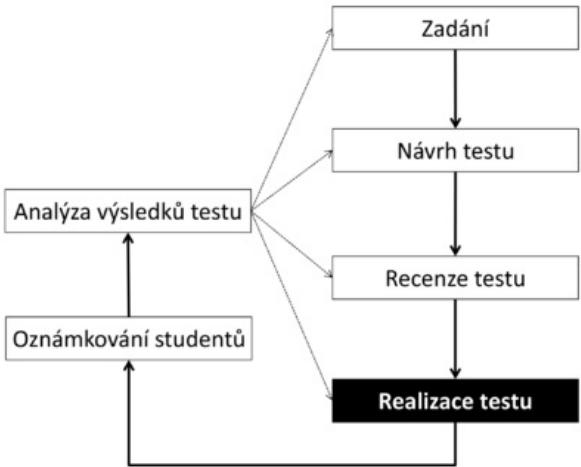 Zadání
Návrh testu
Analýza výsledků testu
Recenze testu
Oznámkování studentů
Realizace testu